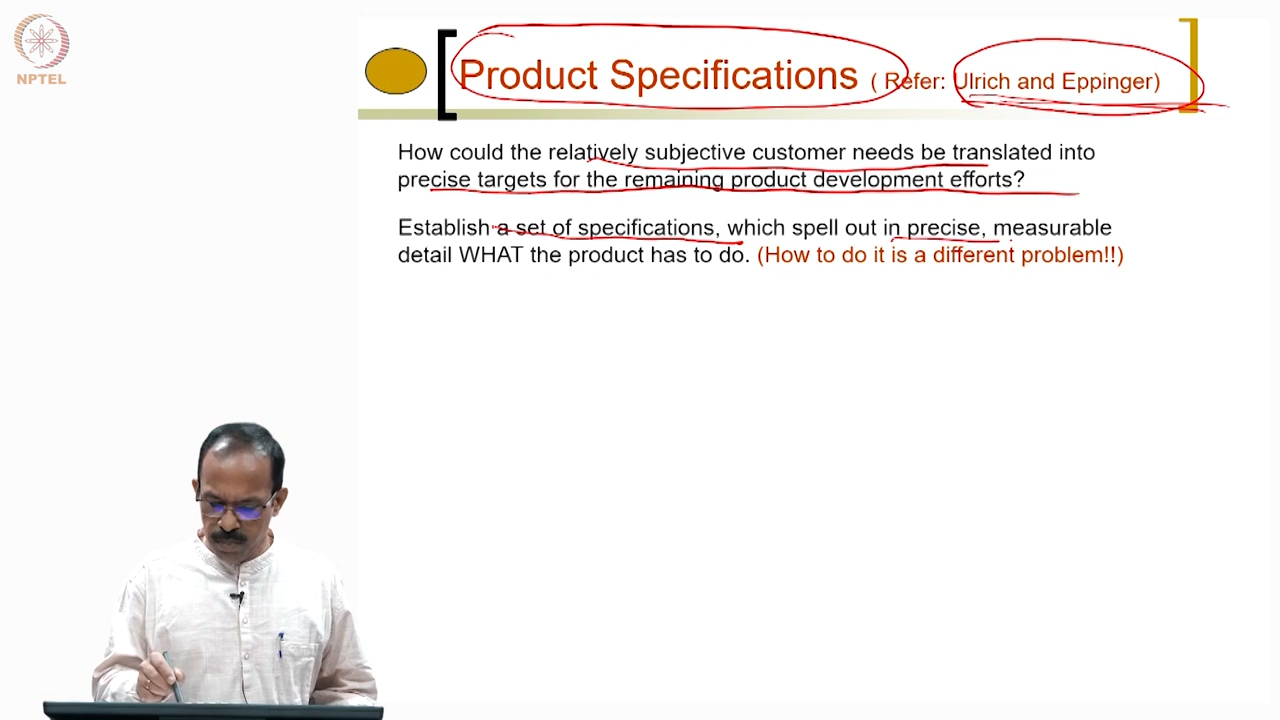 NPTEL
Product Specifications ( Refer: Ulrich and Eppinger)
How could the relatively subjective customer needs be translated into
precise targets for the remaining product development efforts?
Establish a set of specifications, which spell out in precise, measurable
detail WHAT the product has to do. (How to do it is a different problem!!)